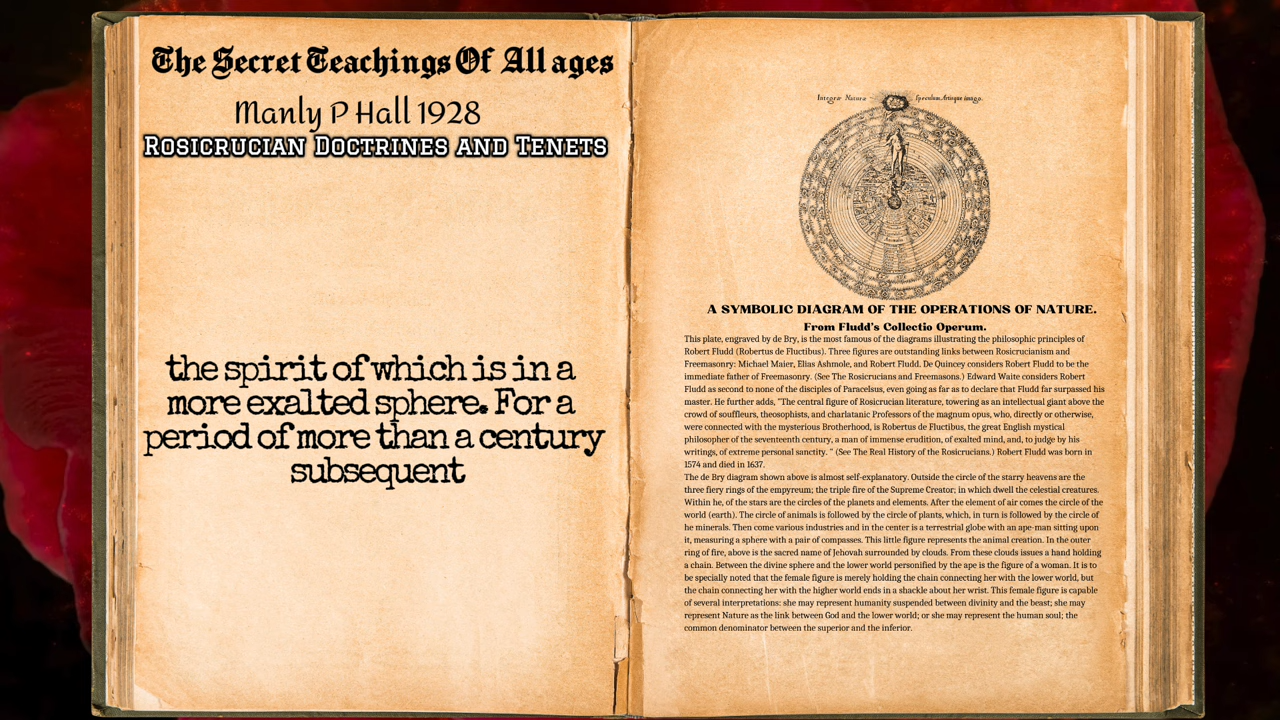 The Secret Teachings Of All ages
Manly P Hall 1928
Rosicrucian Doctrines and Tenets
the spirit of which is in a
more exalted sphere. For a
period of more than a century
subsequent
Integræ Naturæ Speculum Artisque imago.
A SYMBOLIC DIAGRAM OF THE OPERATIONS OF NATURE.
From Fludd's Collectio Operum.
This plate, engraved by de Bry, is the most famous of the diagrams illustrating the philosophic principles of
Robert Fludd (Robertus de Fluctibus). Three figures are outstanding links between Rosicrucianism and
Freemasonry: Michael Maier, Elias Ashmole, and Robert Fludd. De Quincey considers Robert Fludd to be the
immediate father of Freemasonry. (See The Rosicrucians and Freemasons.) Edward Waite considers Robert
Fludd as second to none of the disciples of Paracelsus, even going as far as to declare that Fludd far surpassed his
master. He further adds, "The central figure of Rosicrucian literature, towering as an intellectual giant above the
crowd of souffleurs, theosophists, and charlatanic Professors of the magnum opus, who, directly or otherwise,
were connected with the mysterious Brotherhood, is Robertus de Fluctibus, the great English mystical
philosopher of the seventeenth century, a man of immense erudition, of exalted mind, and, to judge by his
writings, of extreme personal sanctity. " (See The Real History of the Rosicrucians.) Robert Fludd was born in
1574 and died in 1637.
The de Bry diagram shown above is almost self-explanatory. Outside the circle of the starry heavens are the
three fiery rings of the empyreum; the triple fire of the Supreme Creator; in which dwell the celestial creatures.
Within he, of the stars are the circles of the planets and elements. After the element of air comes the circle of the
world (earth). The circle of animals is followed by the circle of plants, which, in turn is followed by the circle of
he minerals. Then come various industries and in the center is a terrestrial globe with an ape-man sitting upon
it, measuring a sphere with a pair of compasses. This little figure represents the animal creation. In the outer
ring of fire, above is the sacred name of Jehovah surrounded by clouds. From these clouds issues a hand holding
a chain. Between the divine sphere and the lower world personified by the ape is the figure of a woman. It is to
be specially noted that the female figure is merely holding the chain connecting her with the lower world, but
the chain connecting her with the higher world ends in a shackle about her wrist. This female figure is capable
of several interpretations: she may represent humanity suspended between divinity and the beast; she may
represent Nature as the link between God and the lower world; or she may represent the human soul; the
common denominator between the superior and the inferior.